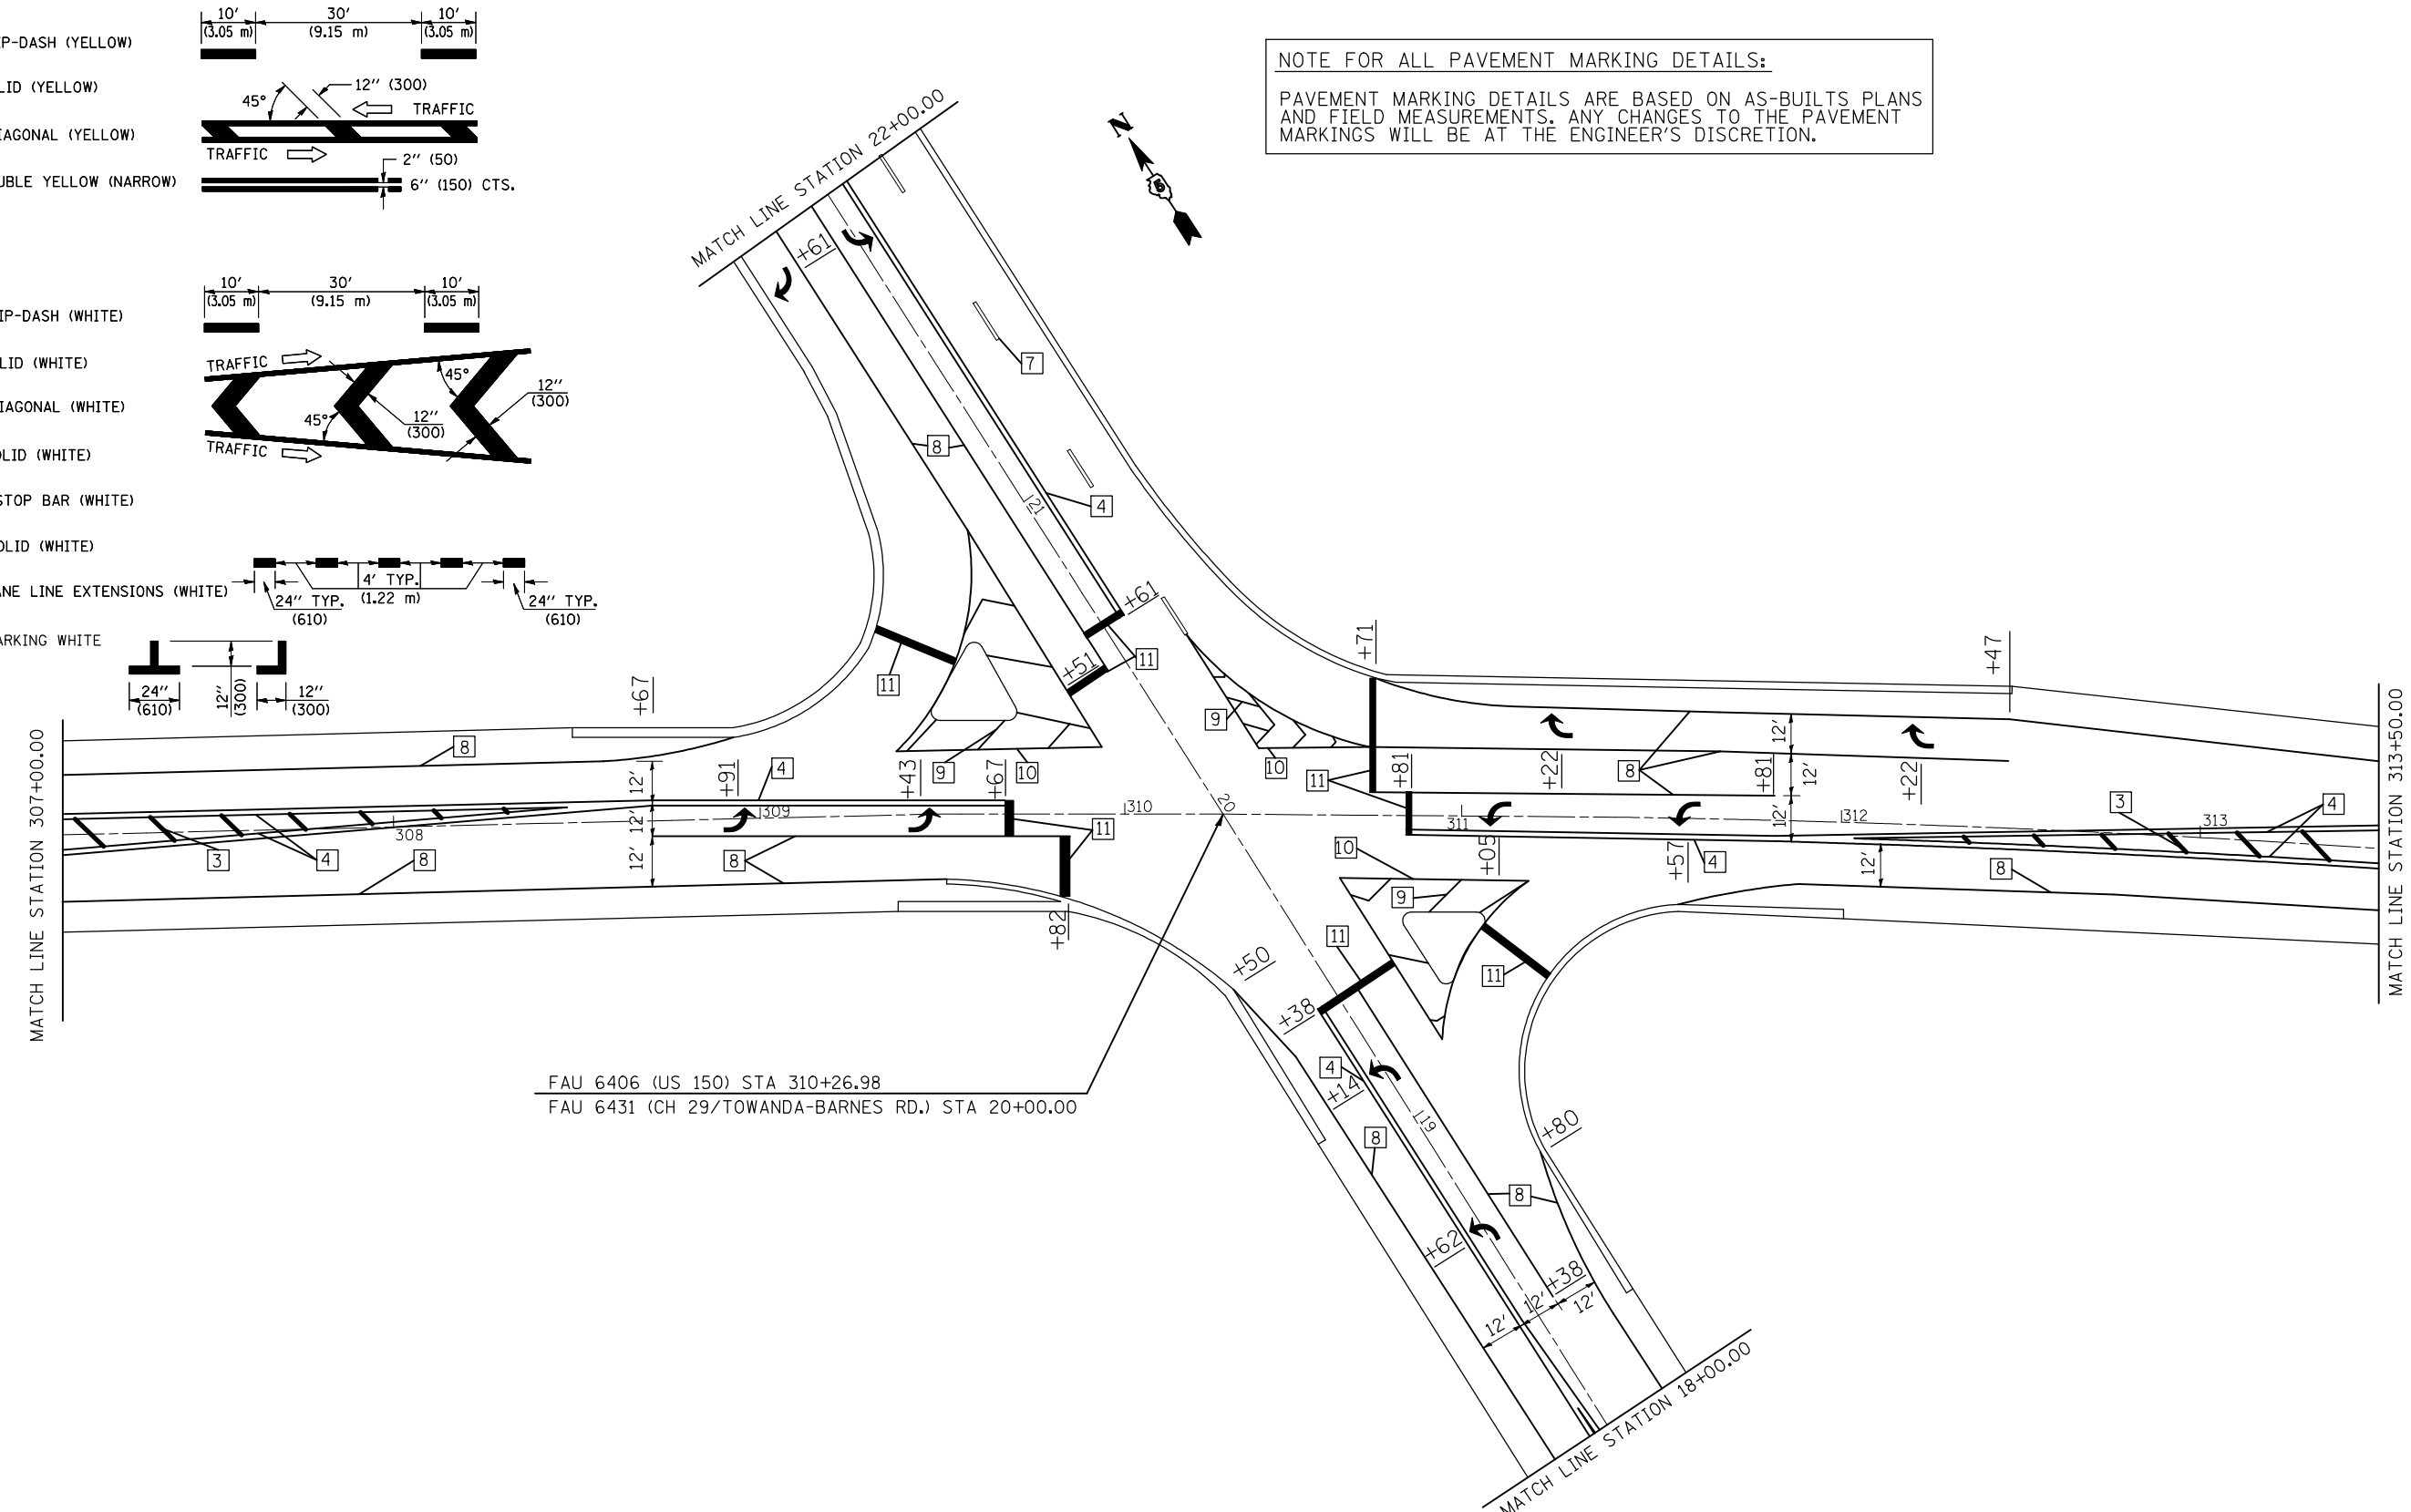 10' 30' 10'
(3.05 m) (9.15 m) (3.05 m)
P-DASH (YELLOW)
LID (YELLOW)
45°
12" (300)
TRAFFIC
IAGONAL (YELLOW)
TRAFFIC
2" (50)
UBLE YELLOW (NARROW)
6" (150) CTS.
10' 30' 10'
(3.05 m) (9.15 m) (3.05 m)
IP-DASH (WHITE)
LID (WHITE)
TRAFFIC
45°
12"
(300)
IAGONAL (WHITE)
45°
12"
(300)
TRAFFIC
OLID (WHITE)
STOP BAR (WHITE)
OLID (WHITE)
ANE LINE EXTENSIONS (WHITE)
4' TYP.
(1.22 m)
24" TYP.
(610)
24" TYP.
(610)
ARKING WHITE
24"
(610)
12"
(300)
12"
(300)
NOTE FOR ALL PAVEMENT MARKING DETAILS:
PAVEMENT MARKING DETAILS ARE BASED ON AS-BUILTS PLANS
AND FIELD MEASUREMENTS. ANY CHANGES TO THE PAVEMENT
MARKINGS WILL BE AT THE ENGINEER'S DISCRETION.
N
5
MATCH LINE STATION 22+00.00
+61
7
8
4
21
+61
+51
11
11
9
10
9
10
+71
+47
MATCH LINE STATION 307+00.00
+67
8
12'
12'
12'
+91
4
+43
+67
309
308
3
4
8
8
11
+82
310
20
11
+81
+22
8
+81
12'
12'
12'
+22
311
312
313
3
4
+05
+57
4
12'
8
MATCH LINE STATION 313+50.00
10
9
11
11
+50
+38
4
+14
19
8
+80
8
+62
+38
12'
12'
12'
MATCH LINE STATION 18+00.00
FAU 6406 (US 150) STA 310+26.98
FAU 6431 (CH 29/TOWANDA-BARNES RD.) STA 20+00.00